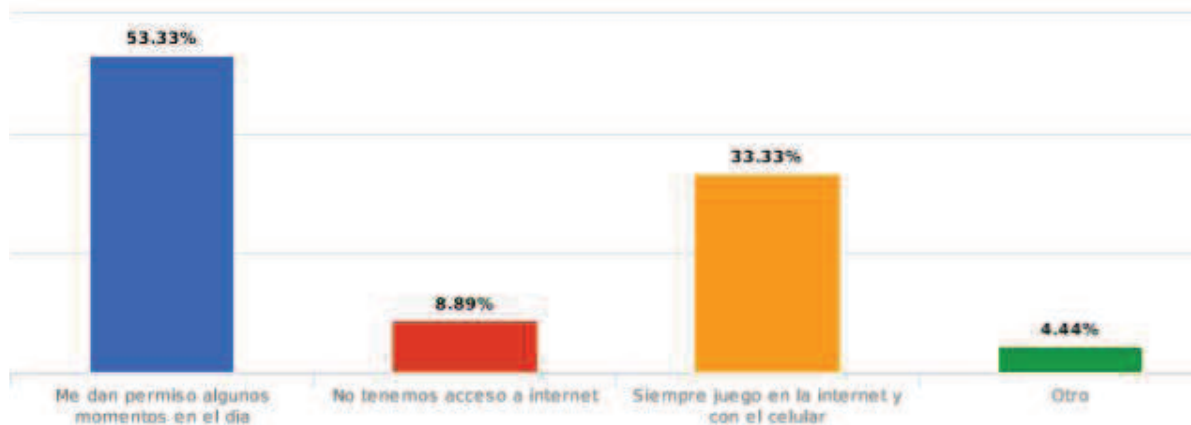 53.33%
33.33%
8.89%
4.44%
Me dan permiso algunos
momentos en el dia
No tenemos acceso a internet
Siempre juego en la internet y
con el celular
Otro